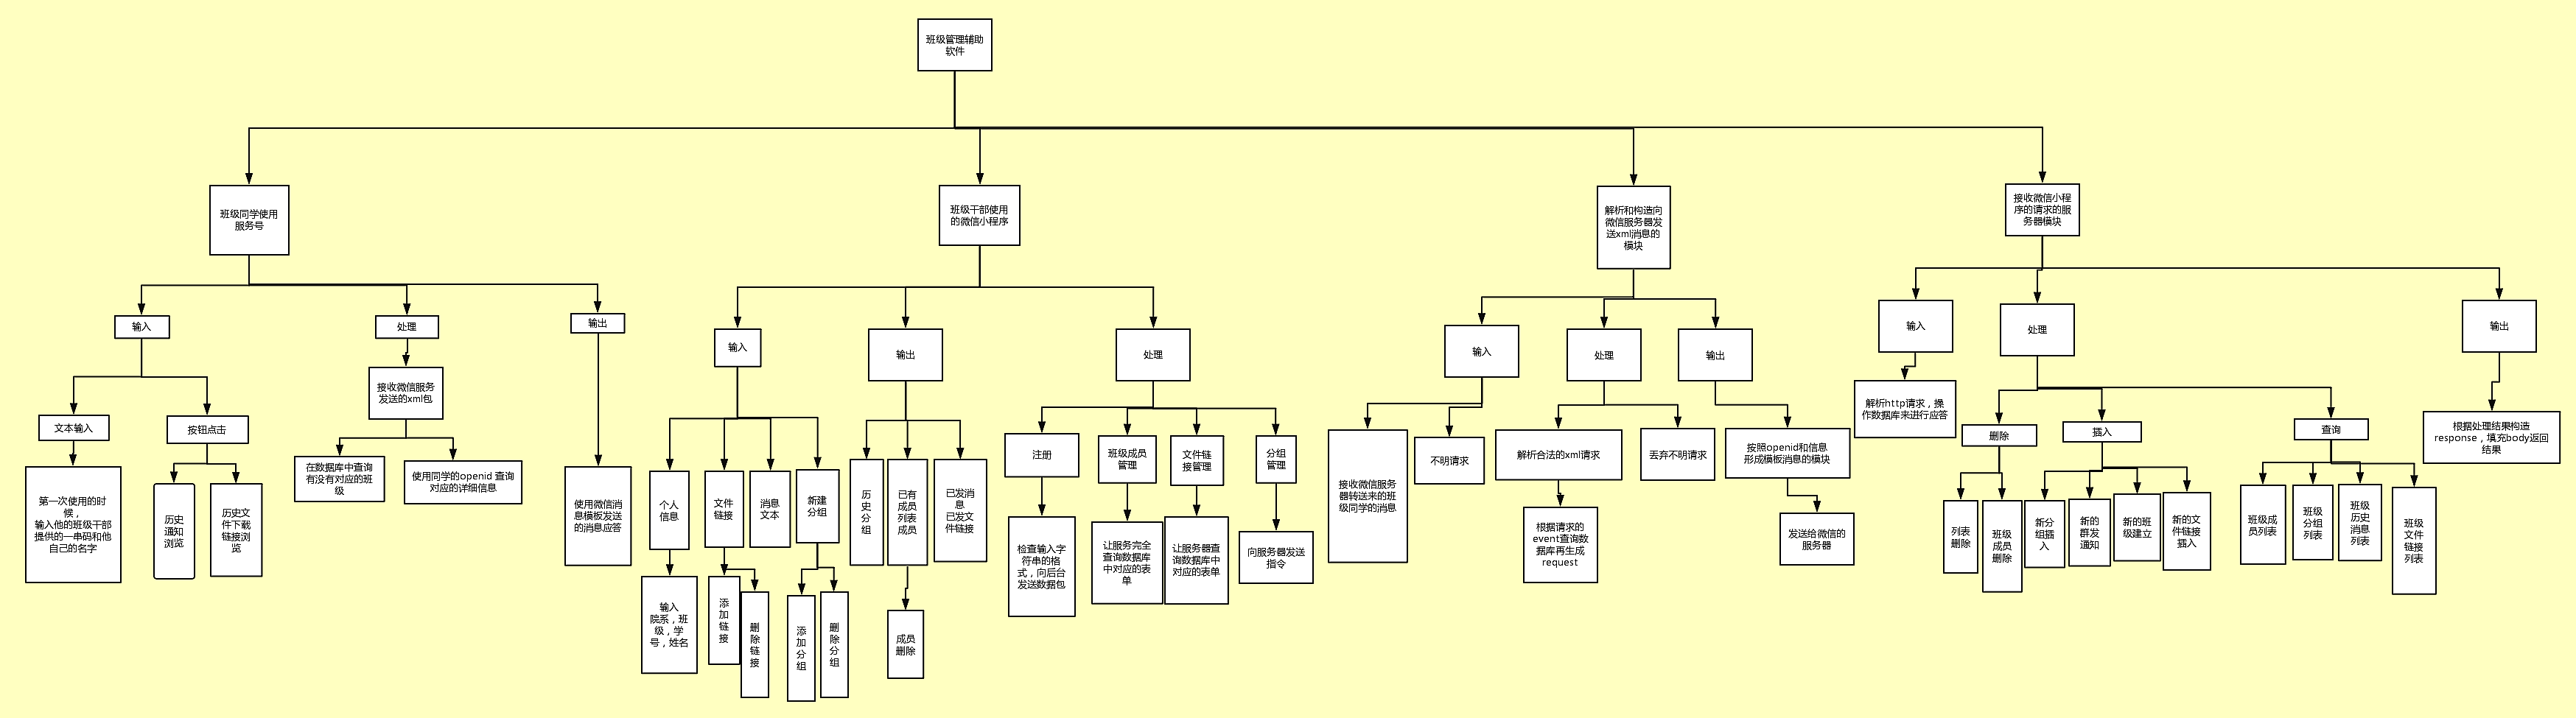 班级管理辅助
软件
班级同学使用
服务号
班级干部使用
的微信小程序
解析和构造向
微信服务器发
送xml消息的
模块
接收微信小程
序的请求的服
务器模块
输入
处理
输出
输入
输出
处理
输入
处理
输出
输入
处理
输出
文本输入
按钮点击
接收微信服务
发送的xml包
第一次使用的时
候，
输入他的班级干部
提供的一串码和他
自己的名字
历史
通知
浏览
历史文
件下载
链接浏
览
在数据库中查询
有没有对应的班
级
使用同学的openid 查询
对应的详细信息
使用微信消
息模板发送
的消息应答
个人
信息
文件
链接
消息
文本
新建
分组
输入
院系，班
级，学
号，姓名
添
加
链
接
删
除
链
接
添
加
分
组
删
除
分
组
历
史
分
组
已有
成员
列表
成员
已发消
息
已发文
件链接
成员
删除
注册
班级成员
管理
文件链
接管理
分组
管理
检查输入字
符串的格
式，向后台
发送数据包
让服务完全
查询数据库
中对应的表
单
让服务器查
询数据库中
对应的表单
向服务器发送
指令
接收微信服务
器转送来的班
级同学的消息
不明请求
解析合法的xml请求
丢弃不明请求
根据请求的
event查询数
据库再生成
request
按照openid和信息
形成模板消息的模块
发送给微信的
服务器
解析http请求，操
作数据库来进行应答
删除
插入
查询
列表
删除
班级
成员
删除
新分
组插
入
新的
群发
通知
新的班
级建立
新的文
件链接
插入
班级成
员列表
班级
分组
列表
班级
历史
消息
列表
班级
文件
链接
列表
根据处理结果构造
response，填充body返回
结果